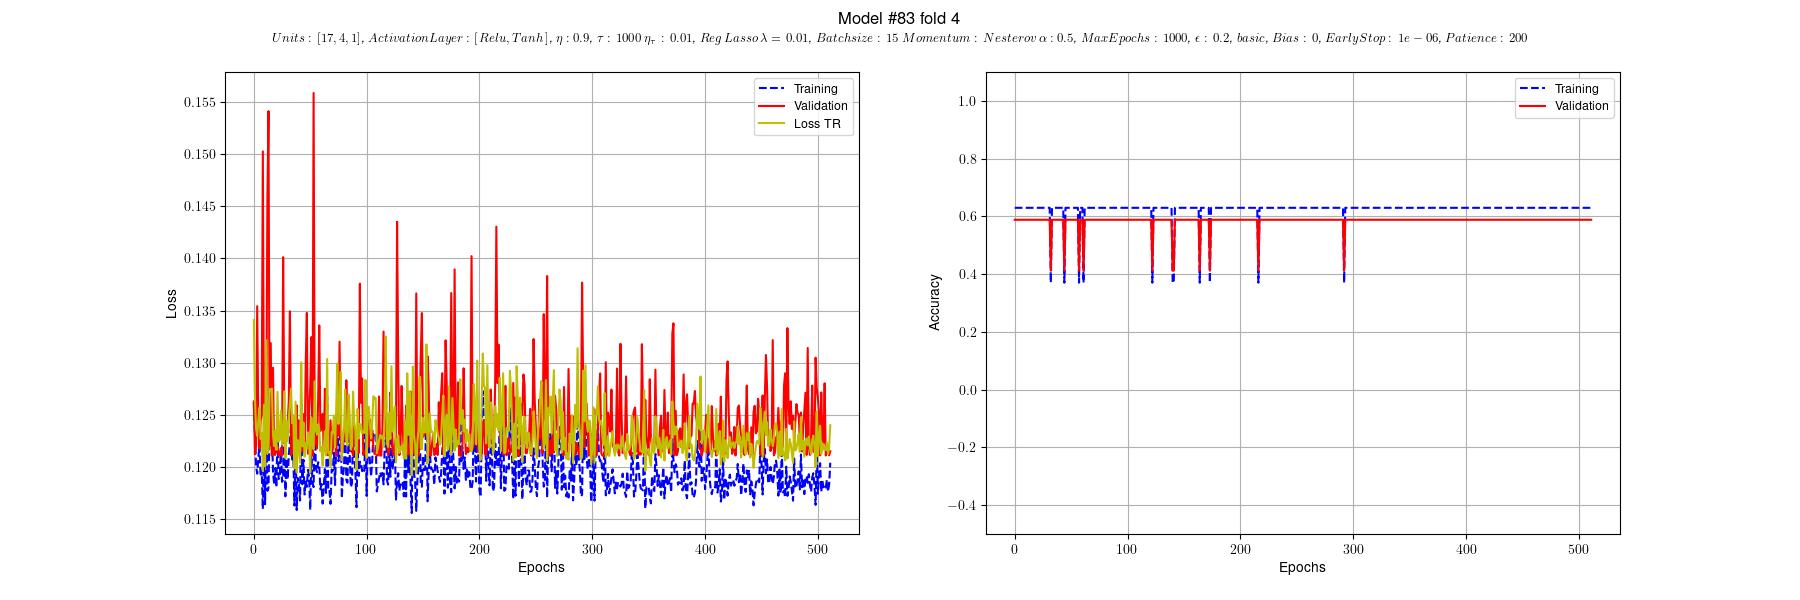 Model #83 fold 4
Units : [17, 4, 1], ActivationLayer : [Relu, Tanh], η : 0.9, τ : 1000 ητ : 0.01, Reg Lasso λ = 0.01, Batchsize : 15 Momentum : Nesterov α : 0.5, MaxEpochs : 1000, ϵ : 0.2, basic, Bias : 0, EarlyStop : 1e − 06, Patience : 200
Training
Validation
Loss TR
0.155
0.150
0.145
0.140
0.135
0.130
0.125
0.120
0.115
Loss
0
100
200
300
400
500
Epochs
Training
Validation
1.0
0.8
0.6
0.4
0.2
0.0
−0.2
−0.4
Accuracy
0
100
200
300
400
500
Epochs